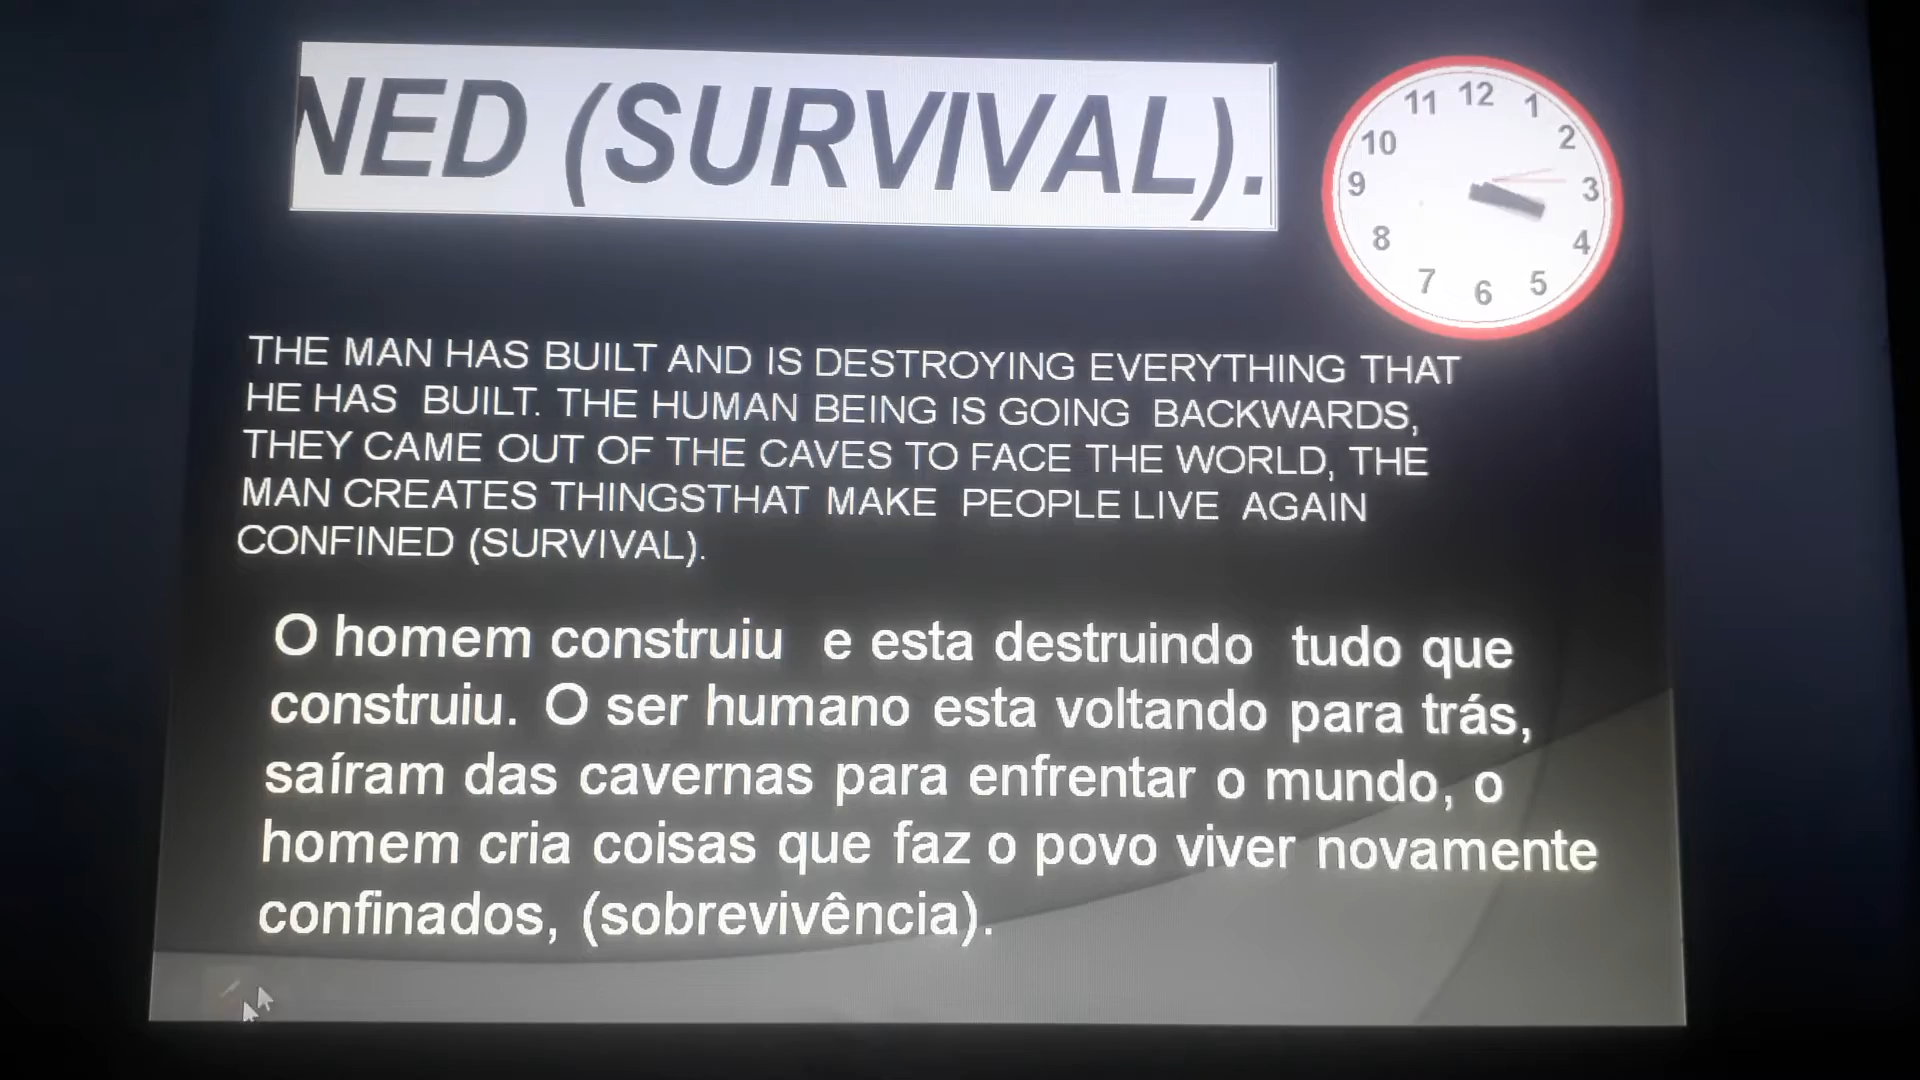 NED (SURVIVAL).
11 12 1
10 2
9 3
8 4
7 6 5
THE MAN HAS BUILT AND IS DESTROYING EVERYTHING THAT
HE HAS BUILT. THE HUMAN BEING IS GOING BACKWARDS,
THEY CAME OUT OF THE CAVES TO FACE THE WORLD, THE
MAN CREATES THINGSTHAT MAKE PEOPLE LIVE AGAIN
CONFINED (SURVIVAL).
O homem construiu e esta destruindo tudo que
construiu. O ser humano esta voltando para trás,
saíram das cavernas para enfrentar o mundo, o
homem cria coisas que faz o povo viver novamente
confinados, (sobrevivência).